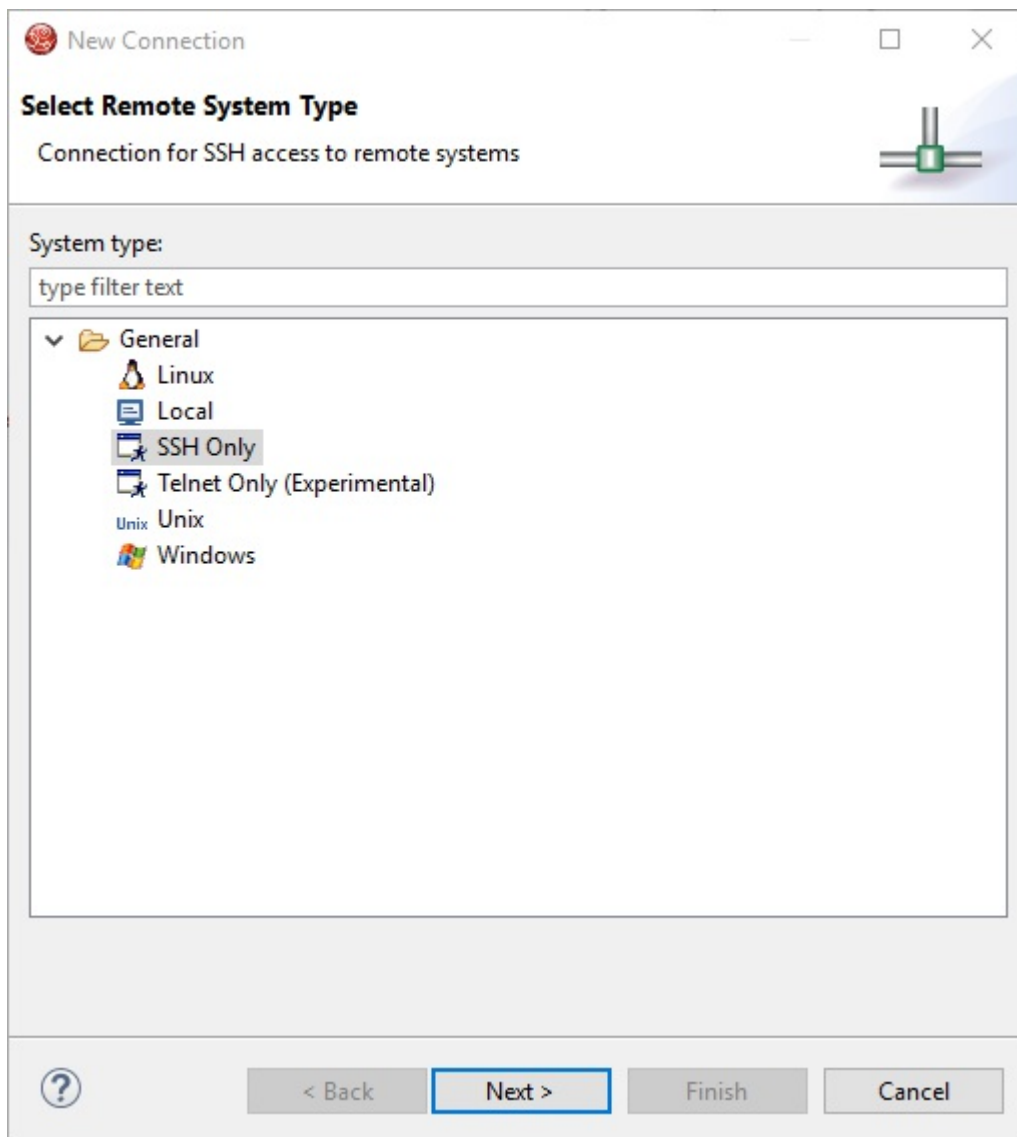 New Connection
Select Remote System Type
Connection for SSH access to remote systems
System type:
type filter text
General
Linux
Local
SSH Only
Telnet Only (Experimental)
Unix Unix
Windows
? < Back Next > Finish Cancel